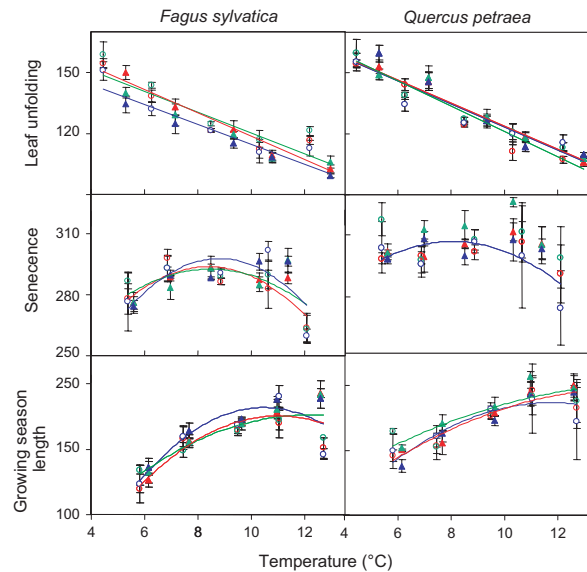 Fagus sylvatica Quercus petraea
Leaf unfolding
150
120
Senecence
310
280
250
Growing season
length
250
150
100
4 6 8 10 12 4 6 8 10 12
Temperature (°C)